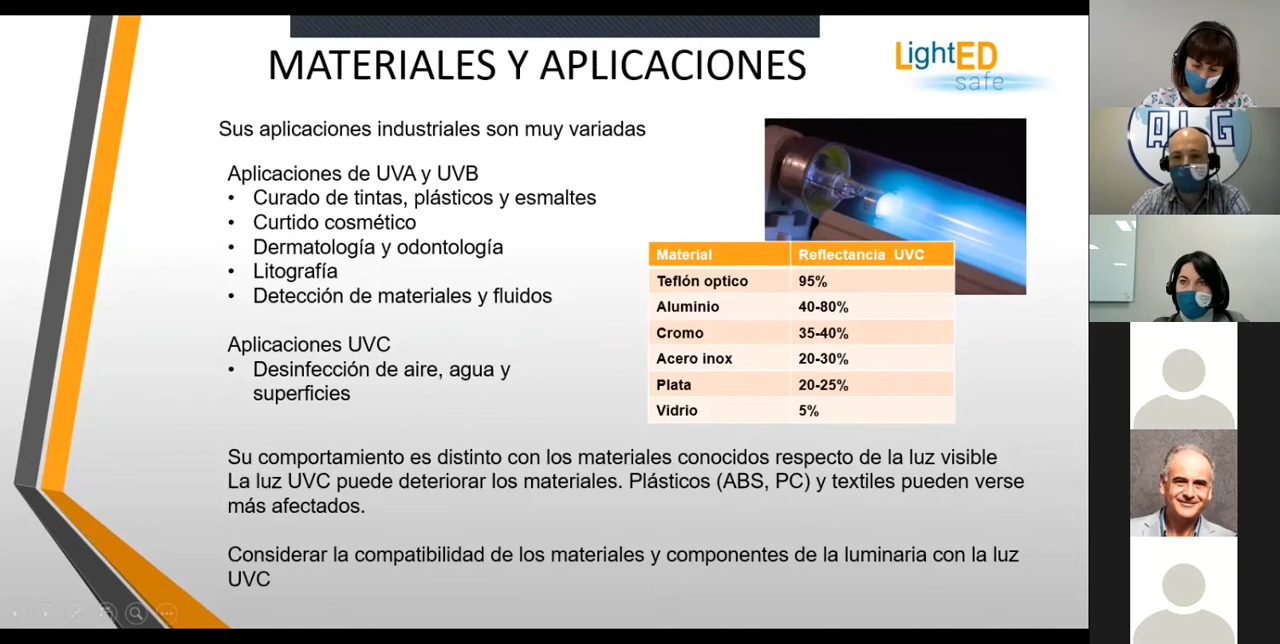 MATERIALES Y APLICACIONES
LightED
safe
Sus aplicaciones industriales son muy variadas
Aplicaciones de UVA y UVB
• Curado de tintas, plásticos y esmaltes
• Curtido cosmético
• Dermatología y odontología
• Litografía
• Detección de materiales y fluidos
Aplicaciones UVC
• Desinfección de aire, agua y
superficies
Material Reflectancia UVC
Teflón optico 95%
Aluminio 40-80%
Cromo 35-40%
Acero inox 20-30%
Plata 20-25%
Vidrio 5%
Su comportamiento es distinto con los materiales conocidos respecto de la luz visible
La luz UVC puede deteriorar los materiales. Plásticos (ABS, PC) y textiles pueden verse
más afectados.
Considerar la compatibilidad de los materiales y componentes de la luminaria con la luz
UVC